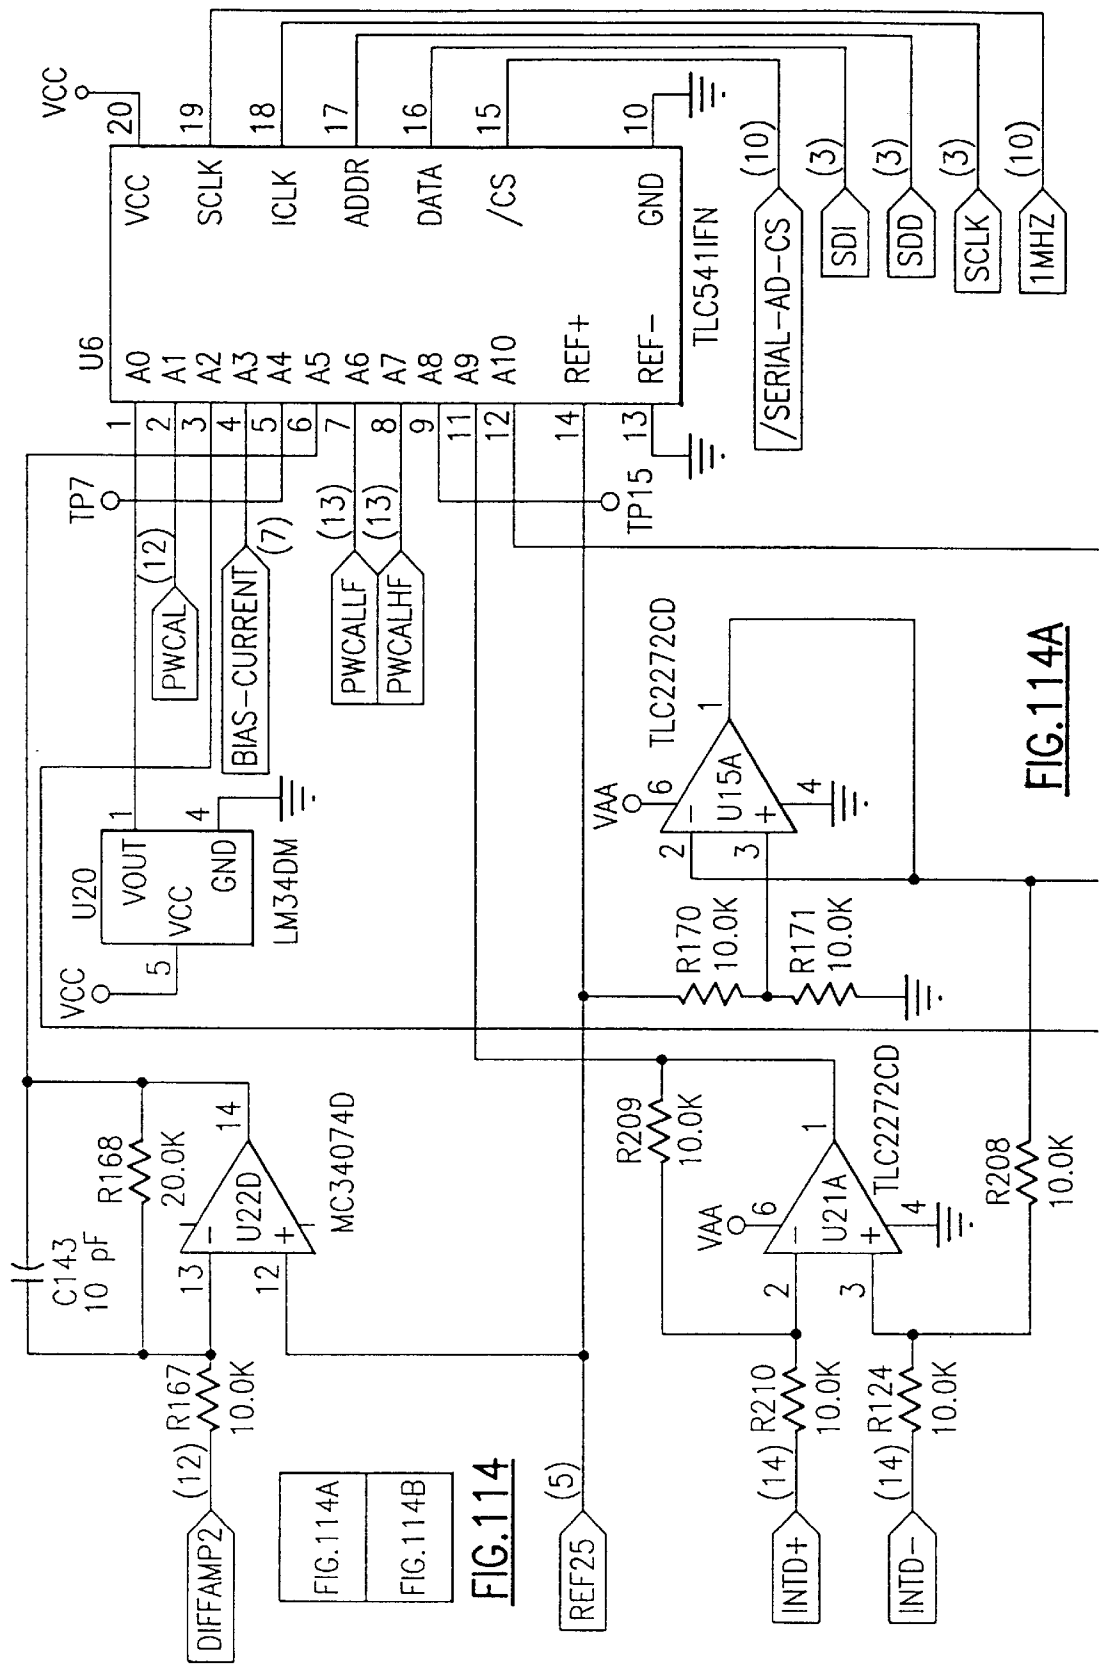 DIFFAMP2
(12)
R167
10.0K
C143
10 pF
R168
20.0K
13
12
U22D
14
MC34074D
VCC
5
U20
VCC
VOUT
GND
1
4
LM34DM
PWCAL
(12)
TP7
BIAS-CURRENT
(7)
PWCALLF
(13)
PWCALHF
(13)
TP15
1
2
3
4
5
6
7
8
9
11
12
14
13
U6
A0
A1
A2
A3
A4
A5
A6
A7
A8
A9
A10
REF+
REF-
VCC
SCLK
ICLK
ADDR
DATA
/CS
GND
TLC541IFN
VCC
20
19
18
17
16
15
10
/SERIAL-AD-CS
(10)
SDI
(3)
SDD
(3)
SCLK
(3)
1MHZ
(10)
FIG.114A
FIG.114B
FIG.114
REF25
(5)
INTD+
(14)
R210
10.0K
INTD-
(14)
R124
10.0K
R209
10.0K
VAA
6
2
3
U21A
4
1
TLC2272CD
R208
10.0K
R170
10.0K
R171
10.0K
VAA
6
2
3
U15A
4
1
TLC2272CD
FIG.114A